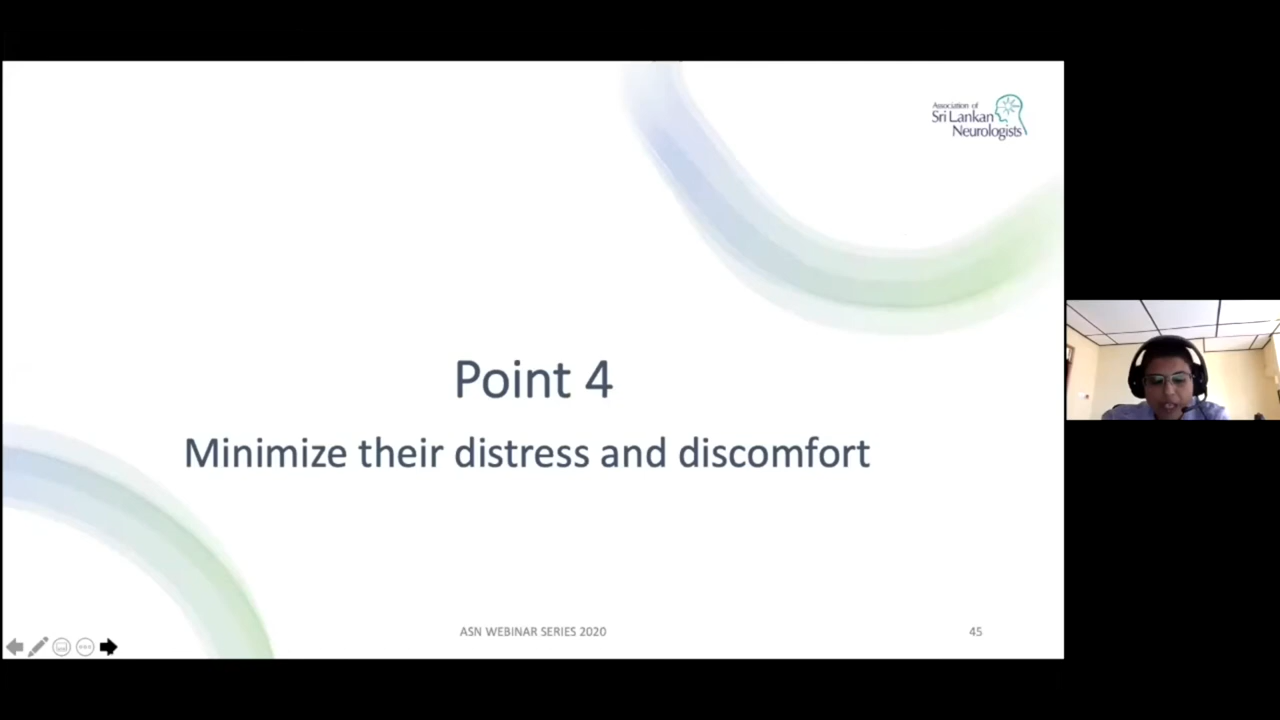 Association of
Sri Lankan
Neurologists
Point 4
Minimize their distress and discomfort
ASN WEBINAR SERIES 2020
45